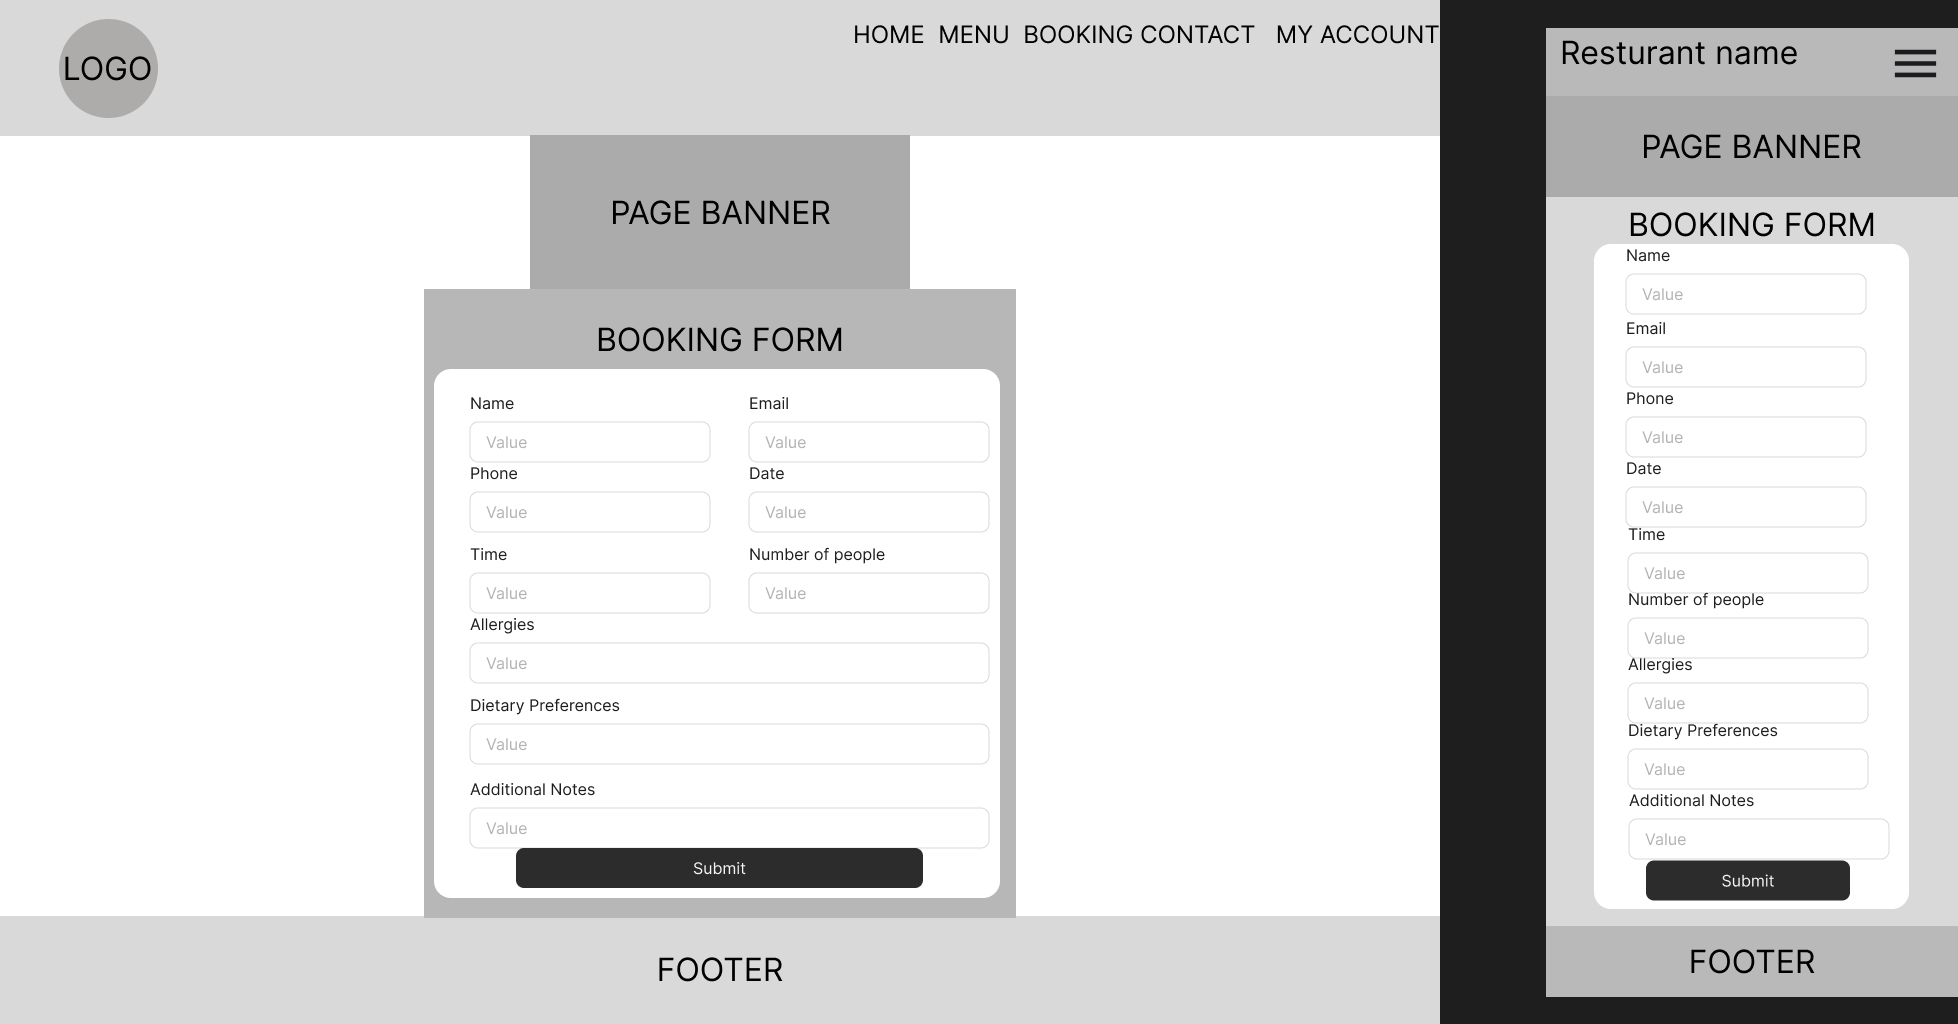 LOGO
HOME MENU BOOKING CONTACT MY ACCOUNT
PAGE BANNER
BOOKING FORM
Name Email
Value Value
Phone Date
Value Value
Time Number of people
Value Value
Allergies
Value
Dietary Preferences
Value
Additional Notes
Value
Submit
FOOTER
Resturant name
PAGE BANNER
BOOKING FORM
Name
Value
Email
Value
Phone
Value
Date
Value
Time
Value
Number of people
Value
Allergies
Value
Dietary Preferences
Value
Additional Notes
Value
Submit
FOOTER